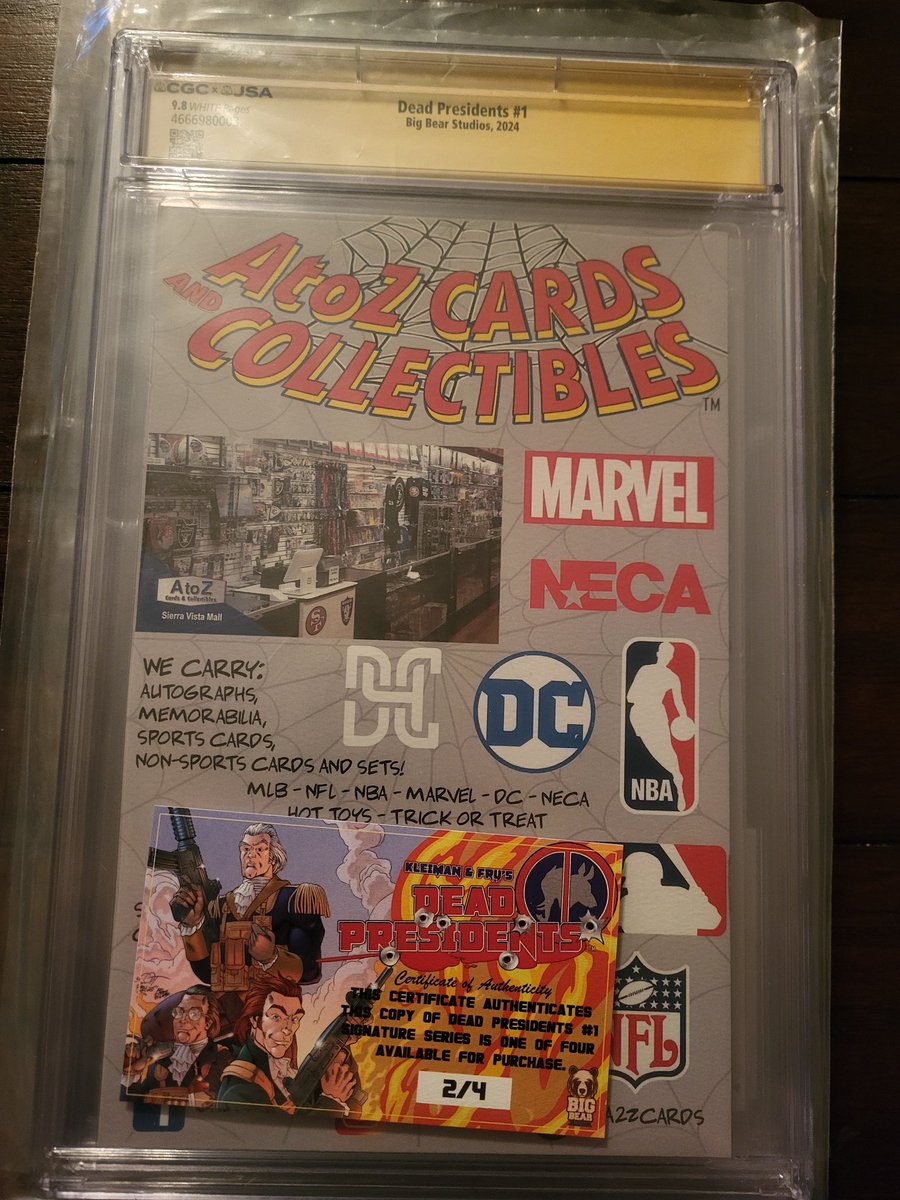 CGC x JSA
9.8 WHITE Pages
Dead Presidents #1
Big Bear Studios, 2024
AtoZ CARDS
AND
COLLECTIBLES
TM
MARVEL
NECA
AtoZ
Cards & Collectibles
Sierra Vista Mall
WE CARRY:
AUTOGRAPHS,
MEMORABILIA,
SPORTS CARDS,
NON-SPORTS CARDS AND SETS!
DC
NBA
MLB - NFL - NBA - MARVEL - DC - NECA
HOT TOYS - TRICK OR TREAT
KLEIMAN & FRU'S
DEAD
PRESIDENTS
Certificate of Authenticity
THIS CERTIFICATE AUTHENTICATES
THIS COPY OF DEAD PRESIDENTS #1
SIGNATURE SERIES IS ONE OF FOUR
AVAILABLE FOR PURCHASE.
2/4
BIG
BEAR
NFL
A2ZCARDS